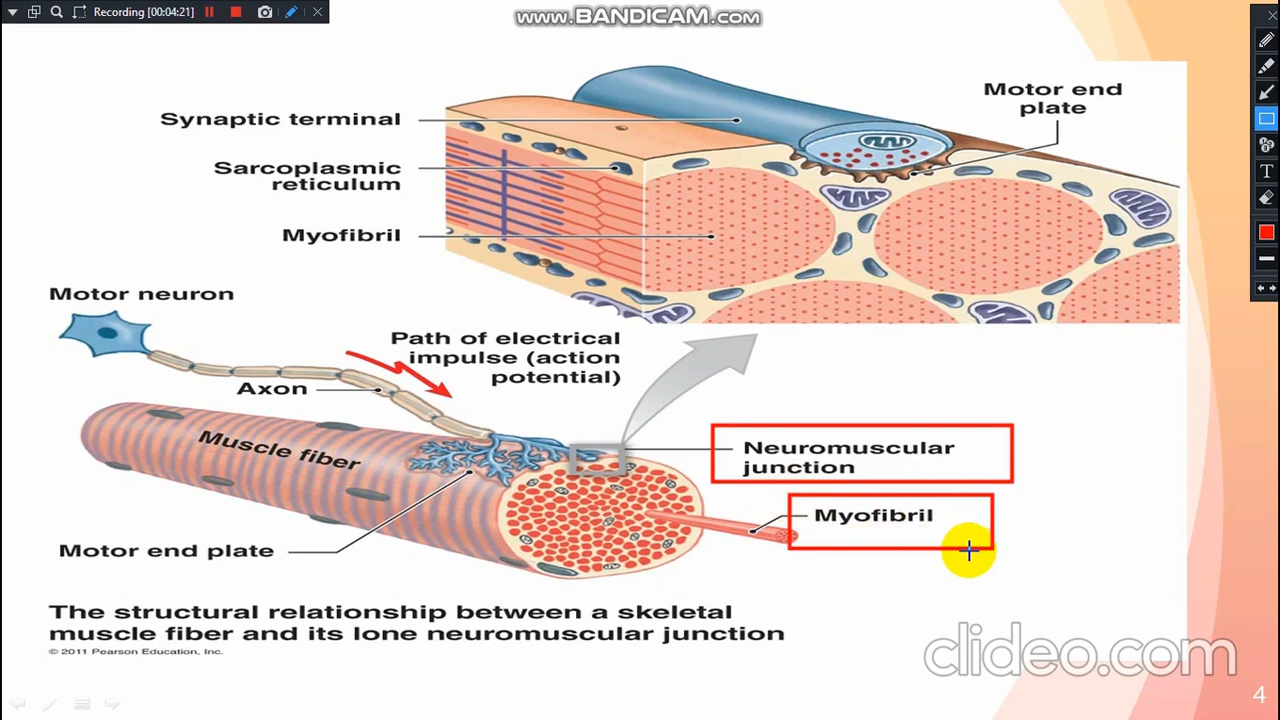 Recording [00:04:21]
www.BANDICAM.com
Motor end
plate
Synaptic terminal
Sarcoplasmic
reticulum
Myofibril
Motor neuron
Path of electrical
impulse (action
potential)
Axon
Muscle fiber
Neuromuscular
junction
Myofibril
Motor end plate
The structural relationship between a skeletal
muscle fiber and its lone neuromuscular junction
© 2011 Pearson Education, Inc.
clideo.com
4